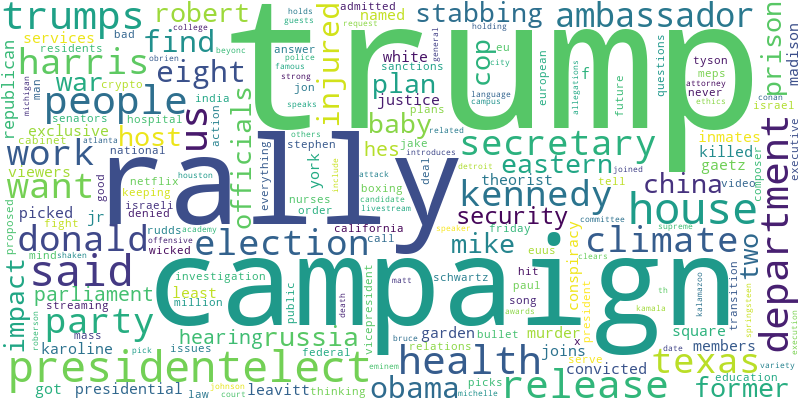 trumps robert trump stabbing ambassador
admitted holds guests named request
harris find injured cop eu city white sanctions
services residents bad college beyonc famous police obrien strong
eight war answer jon speaks european f allegations
plan language campus holding general questions future plans
tyson meps never attorney ethics prison madison
republican michigan man crypto senators cabinet hospital india action
people us officials justice baby
exclusive host hes jake stephen york deal
secretary inmates killed gaetz conan israel executive
work atlanta national rally everything introduces
viewers good keeping netflix boxing nurses order others
eastern theorist tell joined detroit related
want israeli fight denied attack candidate livestream
kennedy china video composer house department
picked jr include california friday security
donald rudds academy offensive wicked call
election mike euus conspiracy climate two
proposed mind shaken houston
said streaming campaign
impact investigation least million schwartz matt hit song paul
committee supreme clears th kamala kalamazoo transition springsteen
parliament party karoline mass issues
public death vicepresident speaker awards bullet murder president
hearing russia garden relations square members
x date execution
presidentelect federal bruce health joins convicted texas education
got presidential law leavitt thinking eminem obama
roberson pick johnson court picks michelle release serve former variety